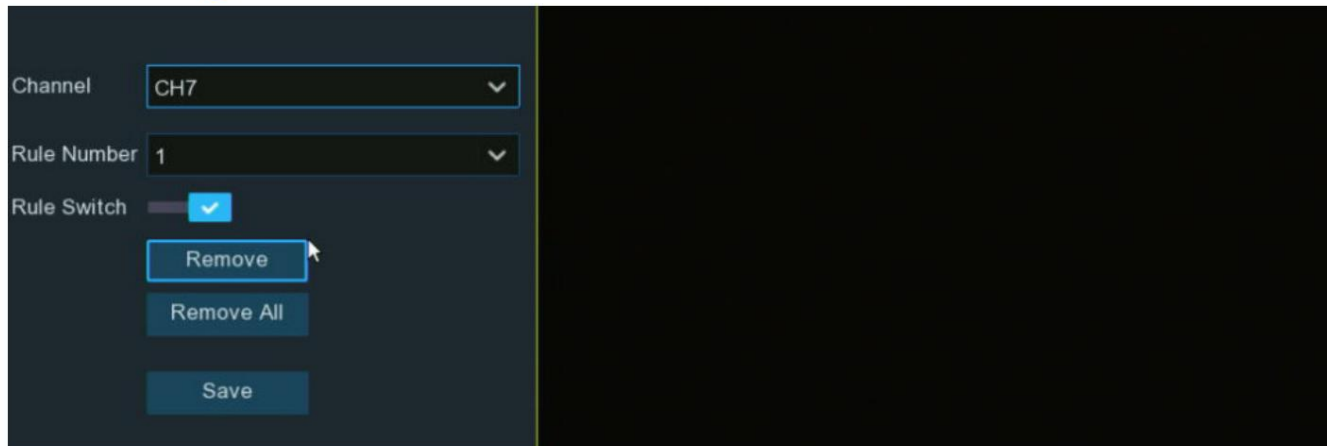 Channel CH7
Rule Number 1
Rule Switch
Remove
Remove All
Save